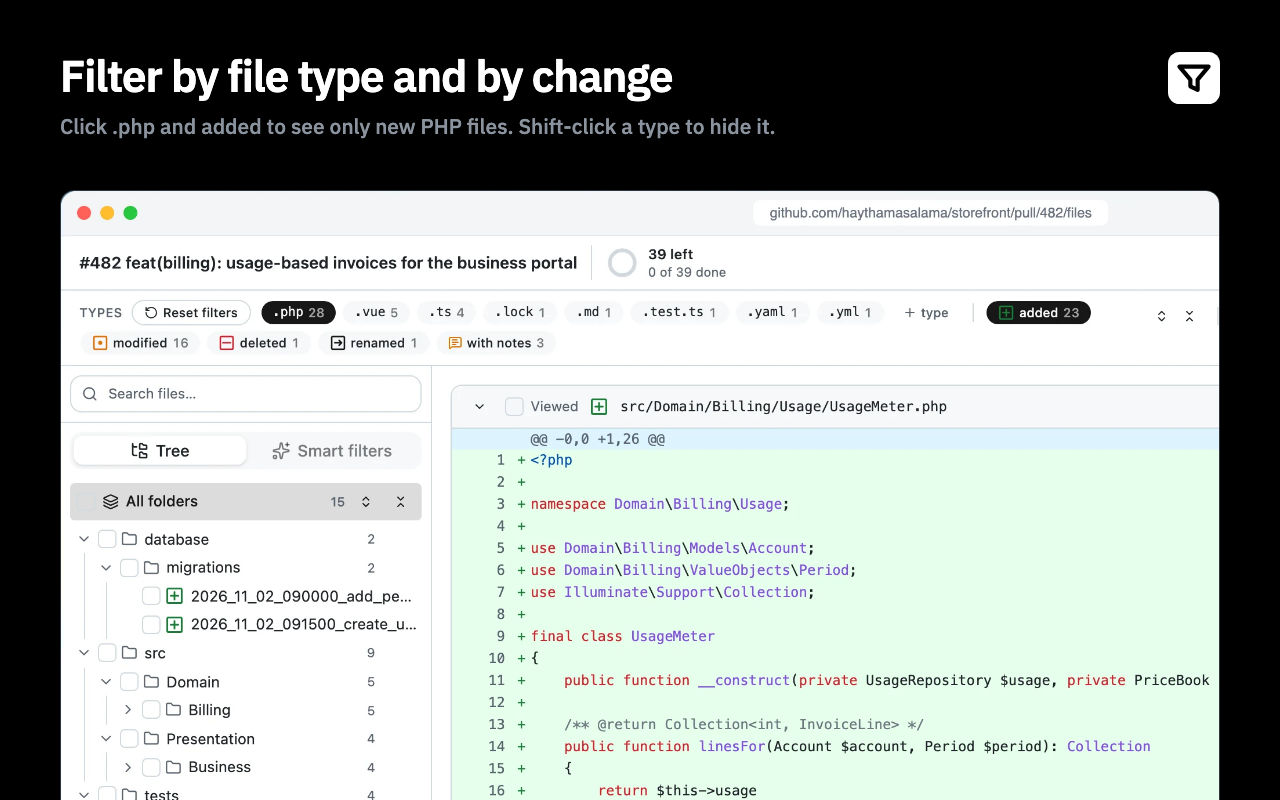 Filter by file type and by change
Click .php and added to see only new PHP files. Shift-click a type to hide it.
github.com/haythamasalama/storefront/pull/482/files
#482 feat(billing): usage-based invoices for the business portal
39 left
0 of 39 done
TYPES Reset filters .php 28 .vue 5 .ts 4 .lock 1 .md 1 .test.ts 1 .yaml 1 .yml 1 + type added 23
modified 16 deleted 1 renamed 1 with notes 3
Search files...
Tree Smart filters
All folders 15
database 2
migrations 2
2026_11_02_090000_add_pe...
2026_11_02_091500_create_u...
src 9
Domain 5
Billing 5
Presentation 4
Business 4
tests 4
Viewed src/Domain/Billing/Usage/UsageMeter.php
@@ -0,0 +1,26 @@
1 +<?php
2 +
3 +namespace Domain\Billing\Usage;
4 +
5 +use Domain\Billing\Models\Account;
6 +use Domain\Billing\ValueObjects\Period;
7 +use Illuminate\Support\Collection;
8 +
9 +final class UsageMeter
10 +{
11 + public function __construct(private UsageRepository $usage, private PriceBook
12 +
13 + /** @return Collection<int, InvoiceLine> */
14 + public function linesFor(Account $account, Period $period): Collection
15 + {
16 + return $this->usage